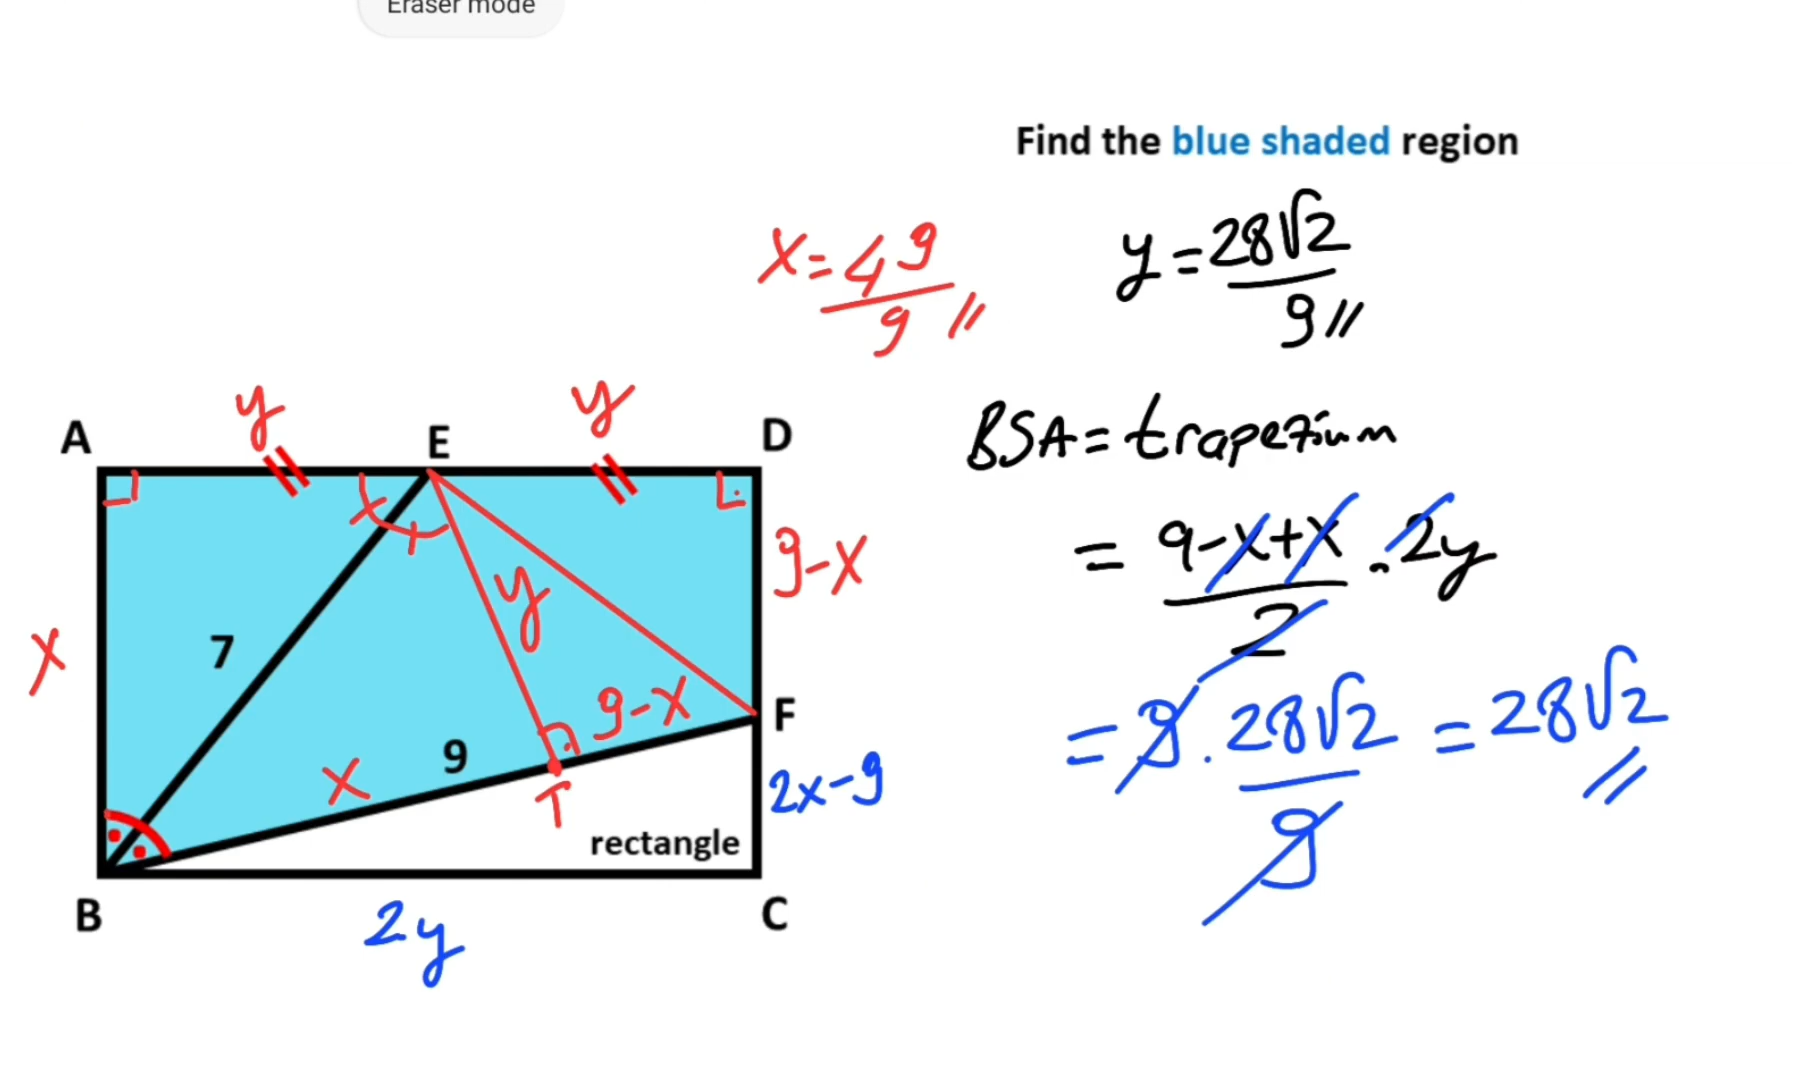 Eraser mode
Find the blue shaded region
x = 49/9 //
y = 28√2/9 //
BSA = trapezium
= 9-x+x/2 . 2y
= 9 . 28√2/9 = 28√2 //
y y
A E D
9-x
x 7 y
9-x F
9 x
T 2x-9
rectangle
B C
2y